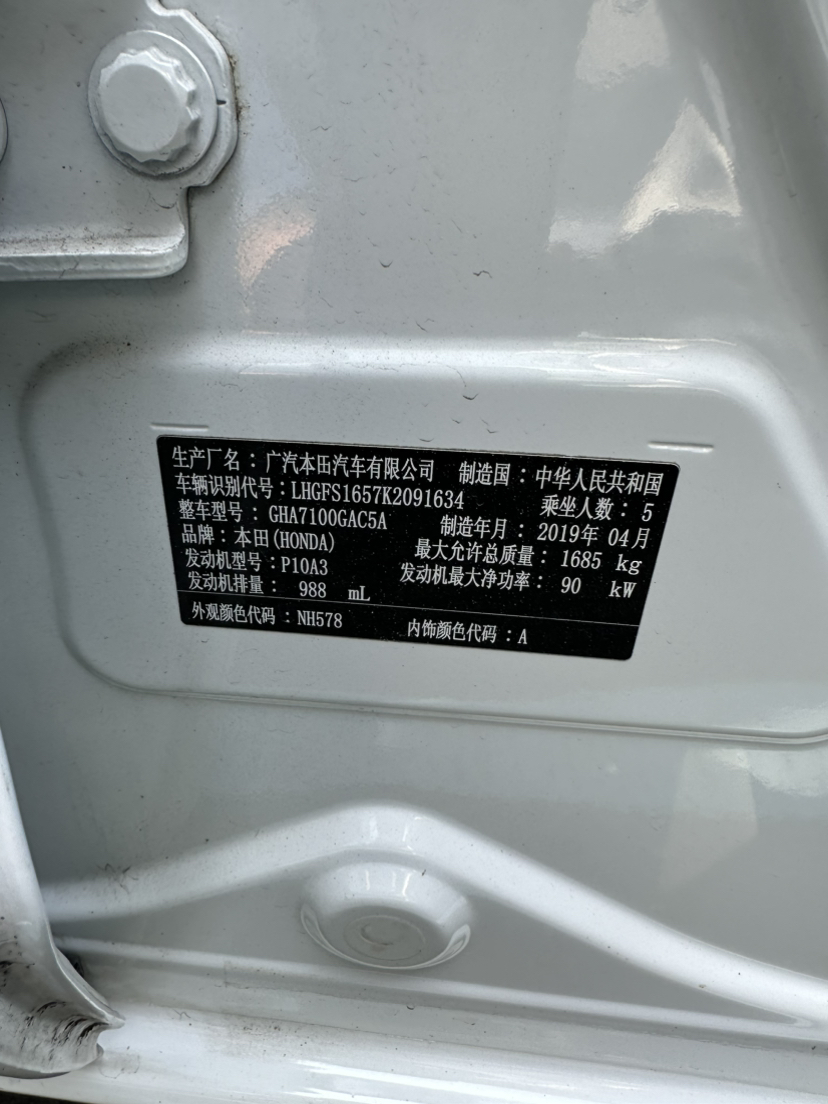 生产厂名：广汽本田汽车有限公司 制造国：中华人民共和国
车辆识别代号：LHGFS1657K2091634 乘坐人数：5
整车型号：GHA7100GAC5A 制造年月：2019年 04月
品牌：本田(HONDA) 最大允许总质量：1685 kg
发动机型号：P10A3 发动机最大净功率：90 kW
发动机排量：988 mL
外观颜色代码：NH578 内饰颜色代码：A